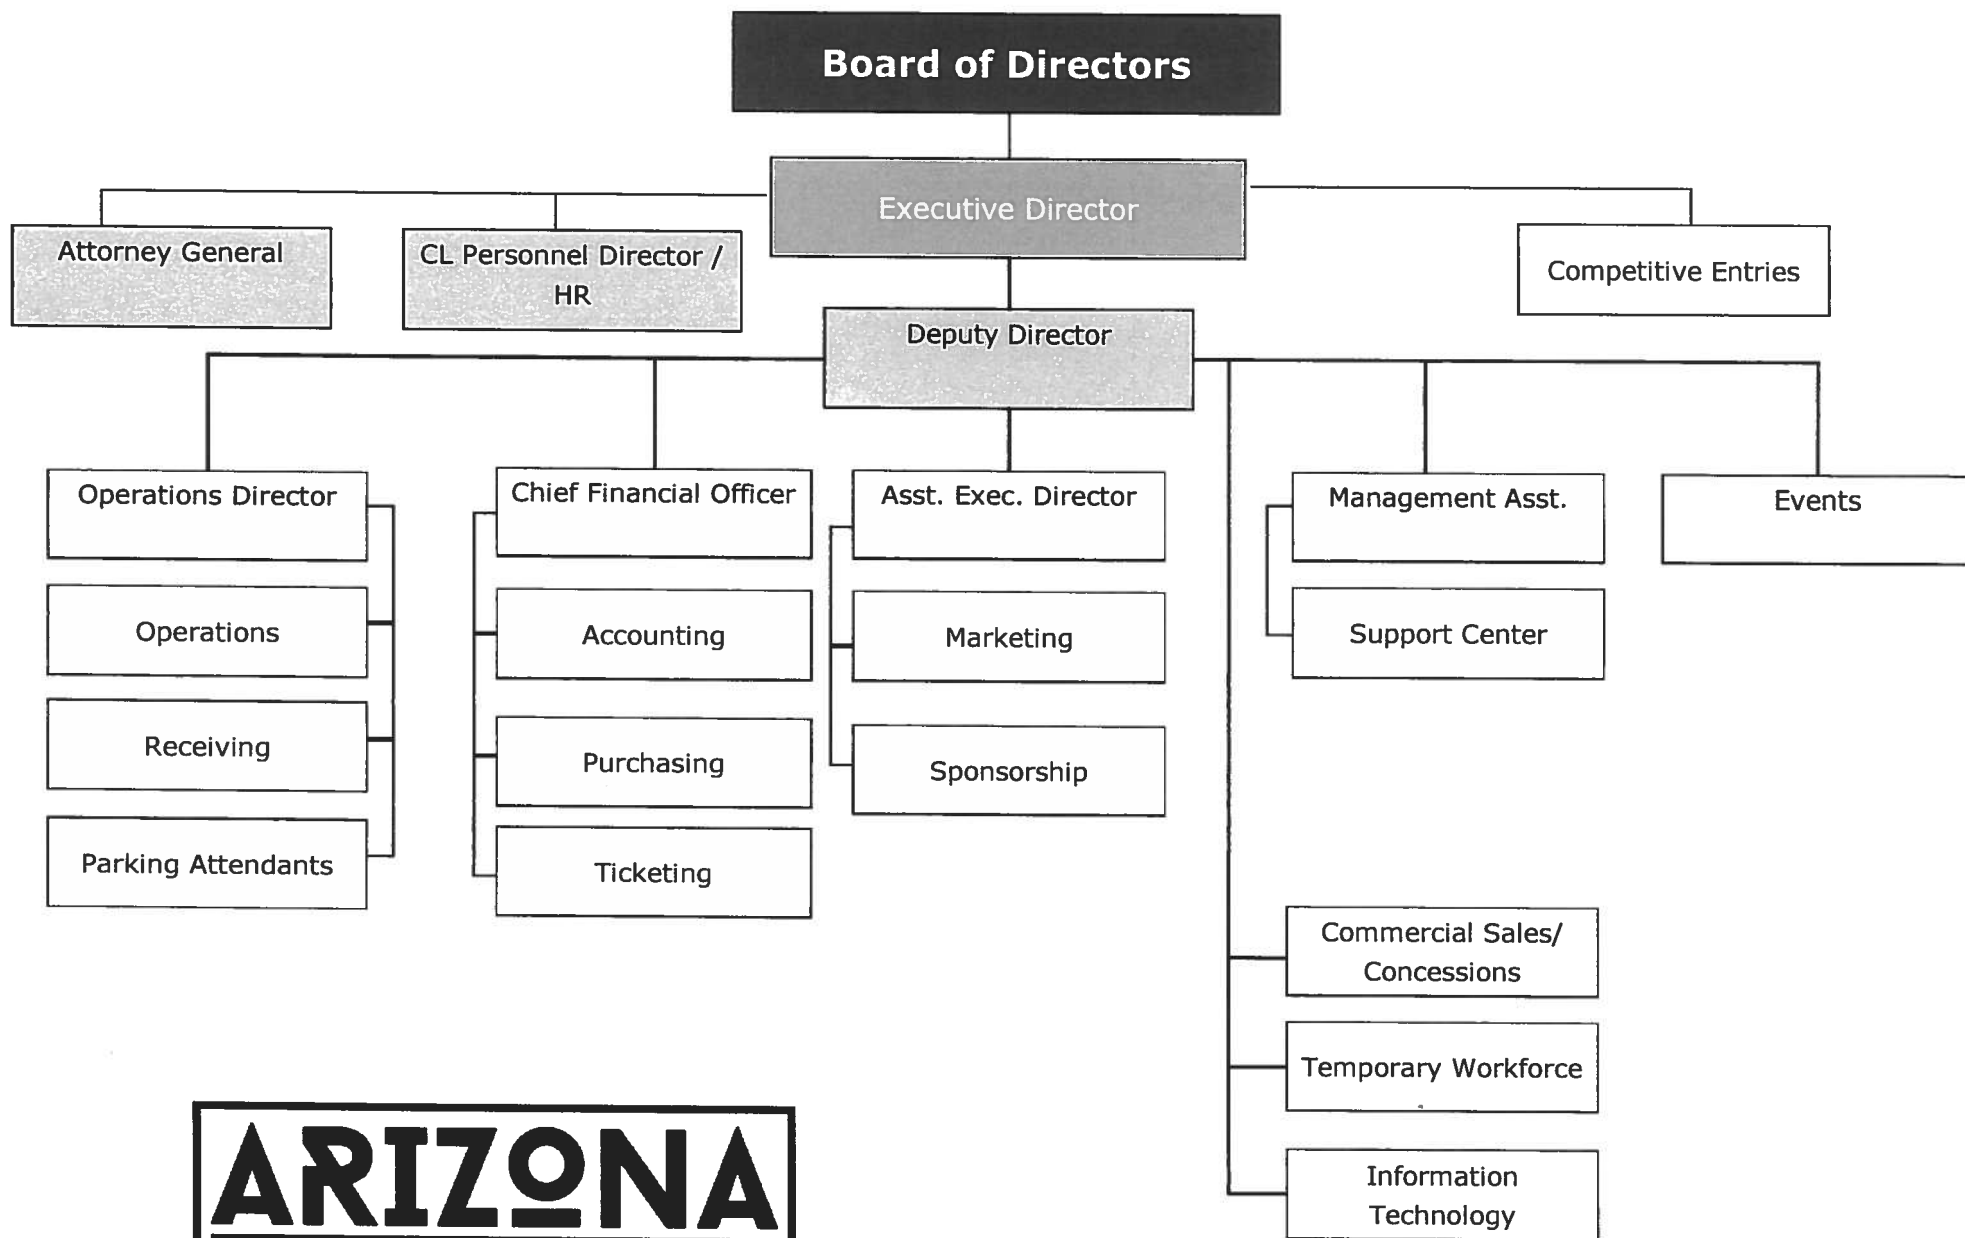 Board of Directors
Executive Director
Attorney General
CL Personnel Director /
HR
Competitive Entries
Deputy Director
Operations Director
Chief Financial Officer
Asst. Exec. Director
Management Asst.
Events
Operations
Accounting
Marketing
Support Center
Receiving
Purchasing
Sponsorship
Parking Attendants
Ticketing
Commercial Sales/
Concessions
Temporary Workforce
Information
Technology
ARIZONA